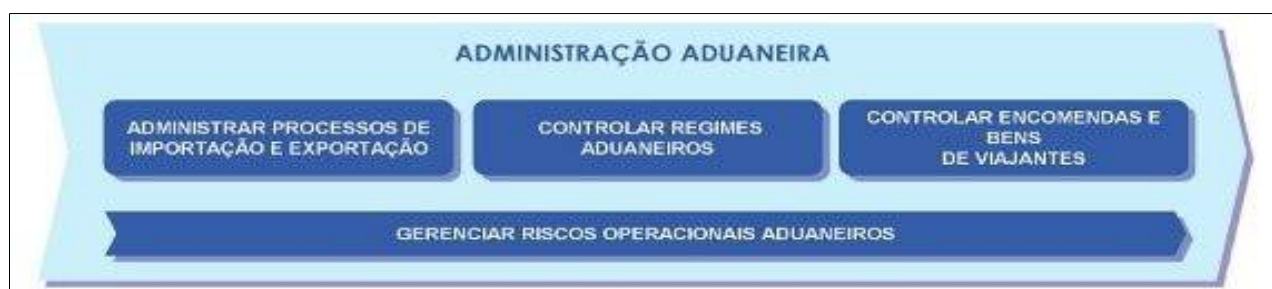 ADMINISTRAÇÃO ADUANEIRA
ADMINISTRAR PROCESSOS DE
IMPORTAÇÃO E EXPORTAÇÃO
CONTROLAR REGIMES
ADUANEIROS
CONTROLAR ENCOMENDAS E
BENS
DE VIAJANTES
GERENCIAR RISCOS OPERACIONAIS ADUANEIROS